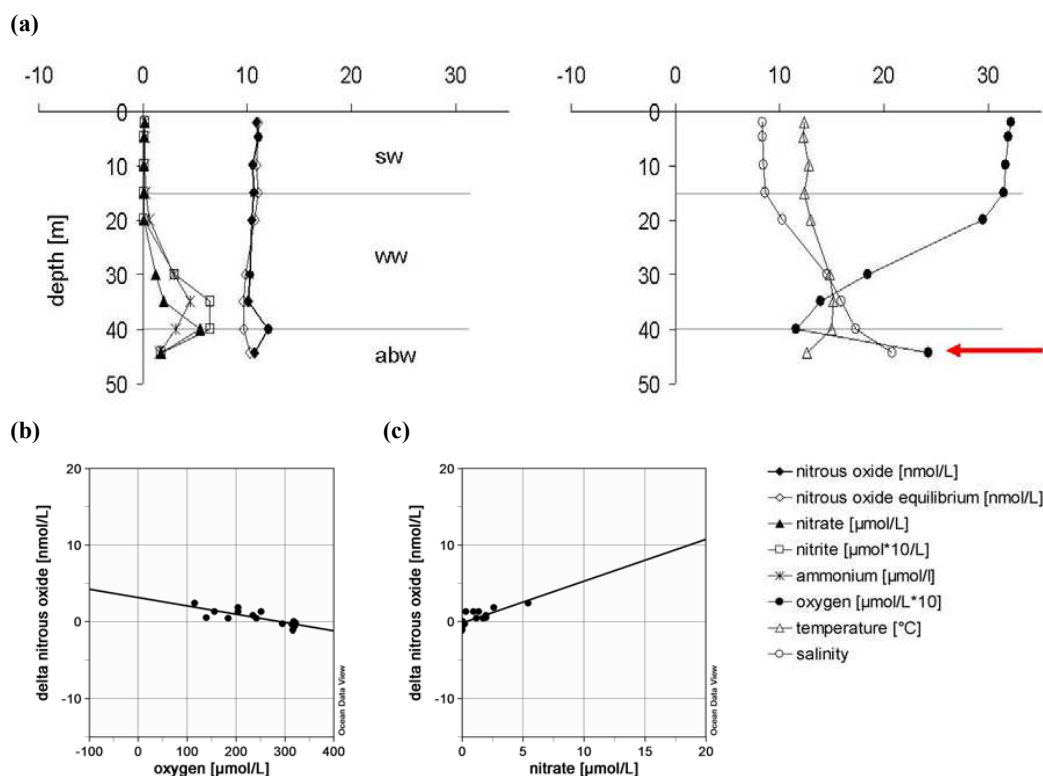 (a)
-10 0 10 20 30
-10 0 10 20 30
0
10
20
30
40
50
depth [m]
sw
ww
abw
0
10
20
30
40
50
(b)
(c)
20
10
0
-10
delta nitrous oxide [nmol/L]
-100 0 100 200 300 400
oxygen [µmol/L]
Ocean Data View
20
10
0
-10
delta nitrous oxide [nmol/L]
0 5 10 15 20
nitrate [µmol/L]
Ocean Data View
nitrous oxide [nmol/L]
nitrous oxide equilibrium [nmol/L]
nitrate [µmol/L]
nitrite [µmol*10/L]
ammonium [µmol/l]
oxygen [µmol/L*10]
temperature [°C]
salinity